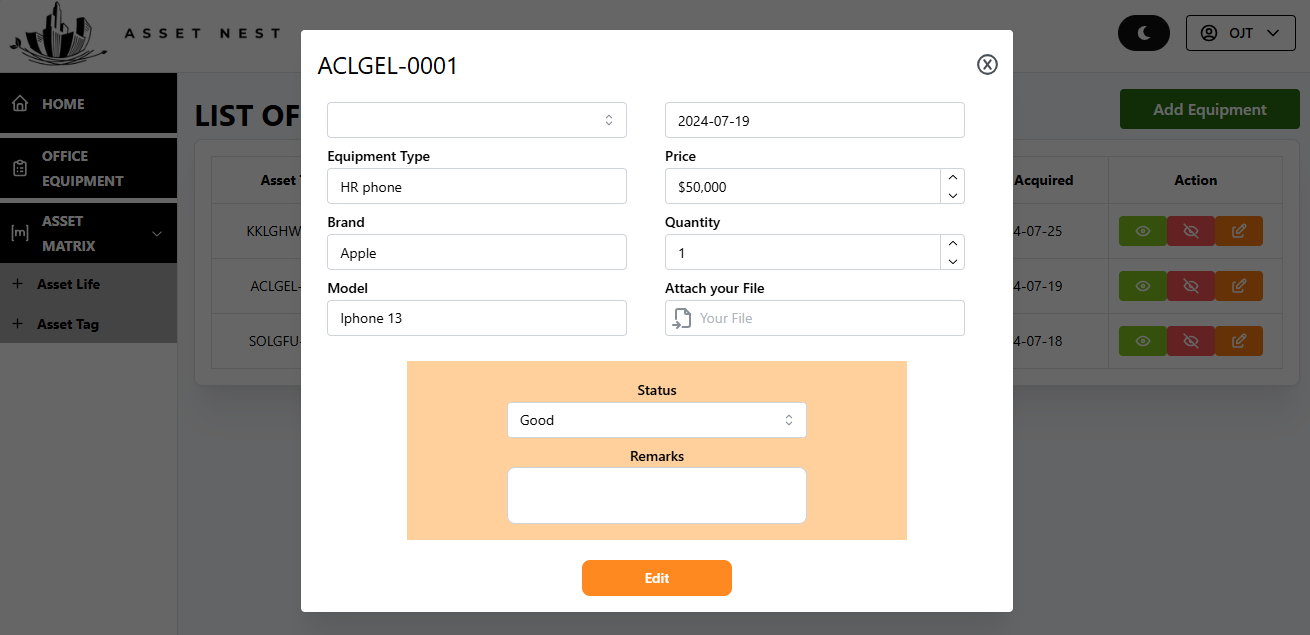 ASSET NEST
OJT
HOME
OFFICE
EQUIPMENT
ASSET
MATRIX
Asset Life
Asset Tag
LIST OF
Add Equipment
Asset
Acquired
Action
KKLGHW
4-07-25
ACLGEL-
4-07-19
SOLGFU-
4-07-18
ACLGEL-0001
2024-07-19
Equipment Type
Price
HR phone
$50,000
Brand
Quantity
Apple
1
Model
Attach your File
Iphone 13
Your File
Status
Good
Remarks
Edit